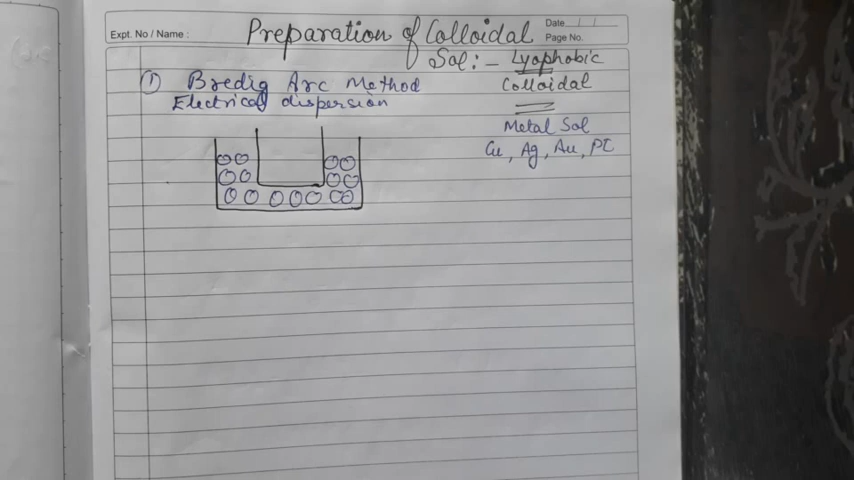 Expt. No / Name :
Date / /
Page No.
Preparation of Colloidal
Sol:- Lyophobic
Colloidal
① Bredig Arc Method
Electrical dispersion
Metal Sol
Cu, Ag, Au, Pt